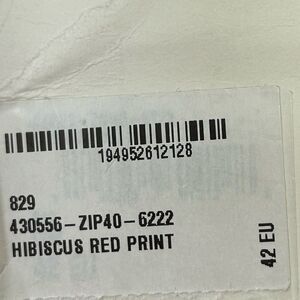 194952612128
829
430556-ZIP40-6222
HIBISCUS RED PRINT
42 EU